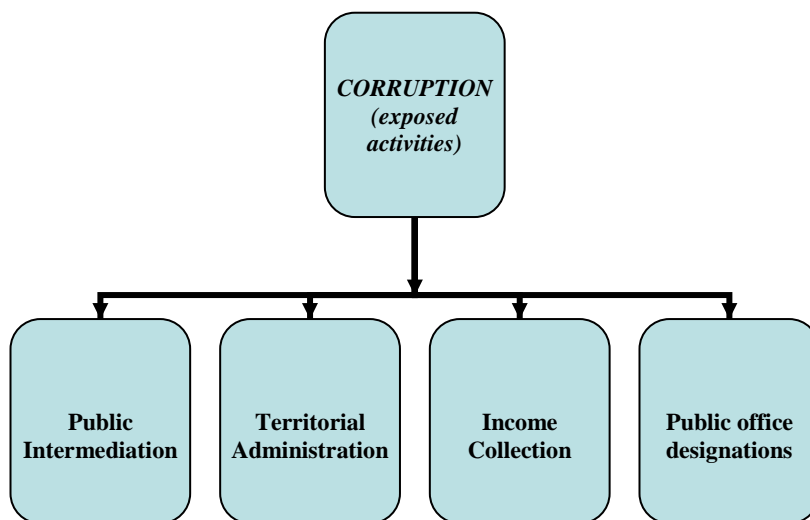 CORRUPTION
(exposed
activities)
Public
Intermediation
Territorial
Administration
Income
Collection
Public office
designations